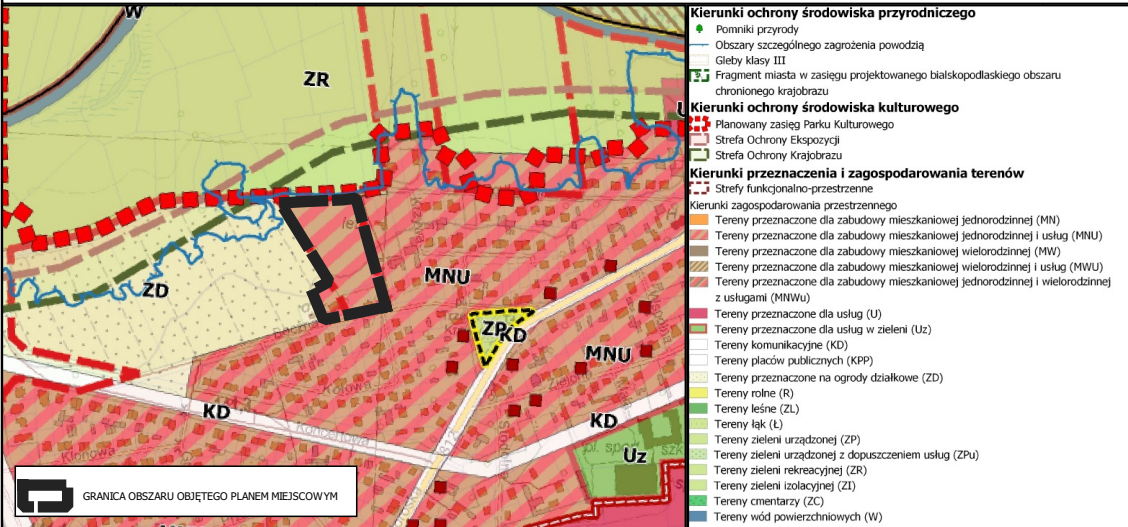 W
ZR
U
ZD
MNU
ZP
KD
MNU
KD
KD
Uz
Klonowa
GRANICA OBSZARU OBJĘTEGO PLANEM MIEJSCOWYM
Kierunki ochrony środowiska przyrodniczego
Pomniki przyrody
Obszary szczególnego zagrożenia powodzią
Gleby klasy III
Fragment miasta w zasięgu projektowanego bialskopodlaskiego obszaru
chronionego krajobrazu
Kierunki ochrony środowiska kulturowego
Planowany zasięg Parku Kulturowego
Strefa Ochrony Ekspozycji
Strefa Ochrony Krajobrazu
Kierunki przeznaczenia i zagospodarowania terenów
Strefy funkcjonalno-przestrzenne
Kierunki zagospodarowania przestrzennego
Tereny przeznaczone dla zabudowy mieszkaniowej jednorodzinnej (MN)
Tereny przeznaczone dla zabudowy mieszkaniowej jednorodzinnej i usług (MNU)
Tereny przeznaczone dla zabudowy mieszkaniowej wielorodzinnej (MW)
Tereny przeznaczone dla zabudowy mieszkaniowej wielorodzinnej i usług (MWU)
Tereny przeznaczone dla zabudowy mieszkaniowej jednorodzinnej i wielorodzinnej
z usługami (MNWu)
Tereny przeznaczone dla usług (U)
Tereny przeznaczone dla usług w zieleni (Uz)
Tereny komunikacyjne (KD)
Tereny placów publicznych (KPP)
Tereny przeznaczone na ogrody działkowe (ZD)
Tereny rolne (R)
Tereny leśne (ZL)
Tereny łąk (Ł)
Tereny zieleni urządzonej (ZP)
Tereny zieleni urządzonej z dopuszczeniem usług (ZPu)
Tereny zieleni rekreacyjnej (ZR)
Tereny zieleni izolacyjnej (ZI)
Tereny cmentarzy (ZC)
Tereny wód powierzchniowych (W)